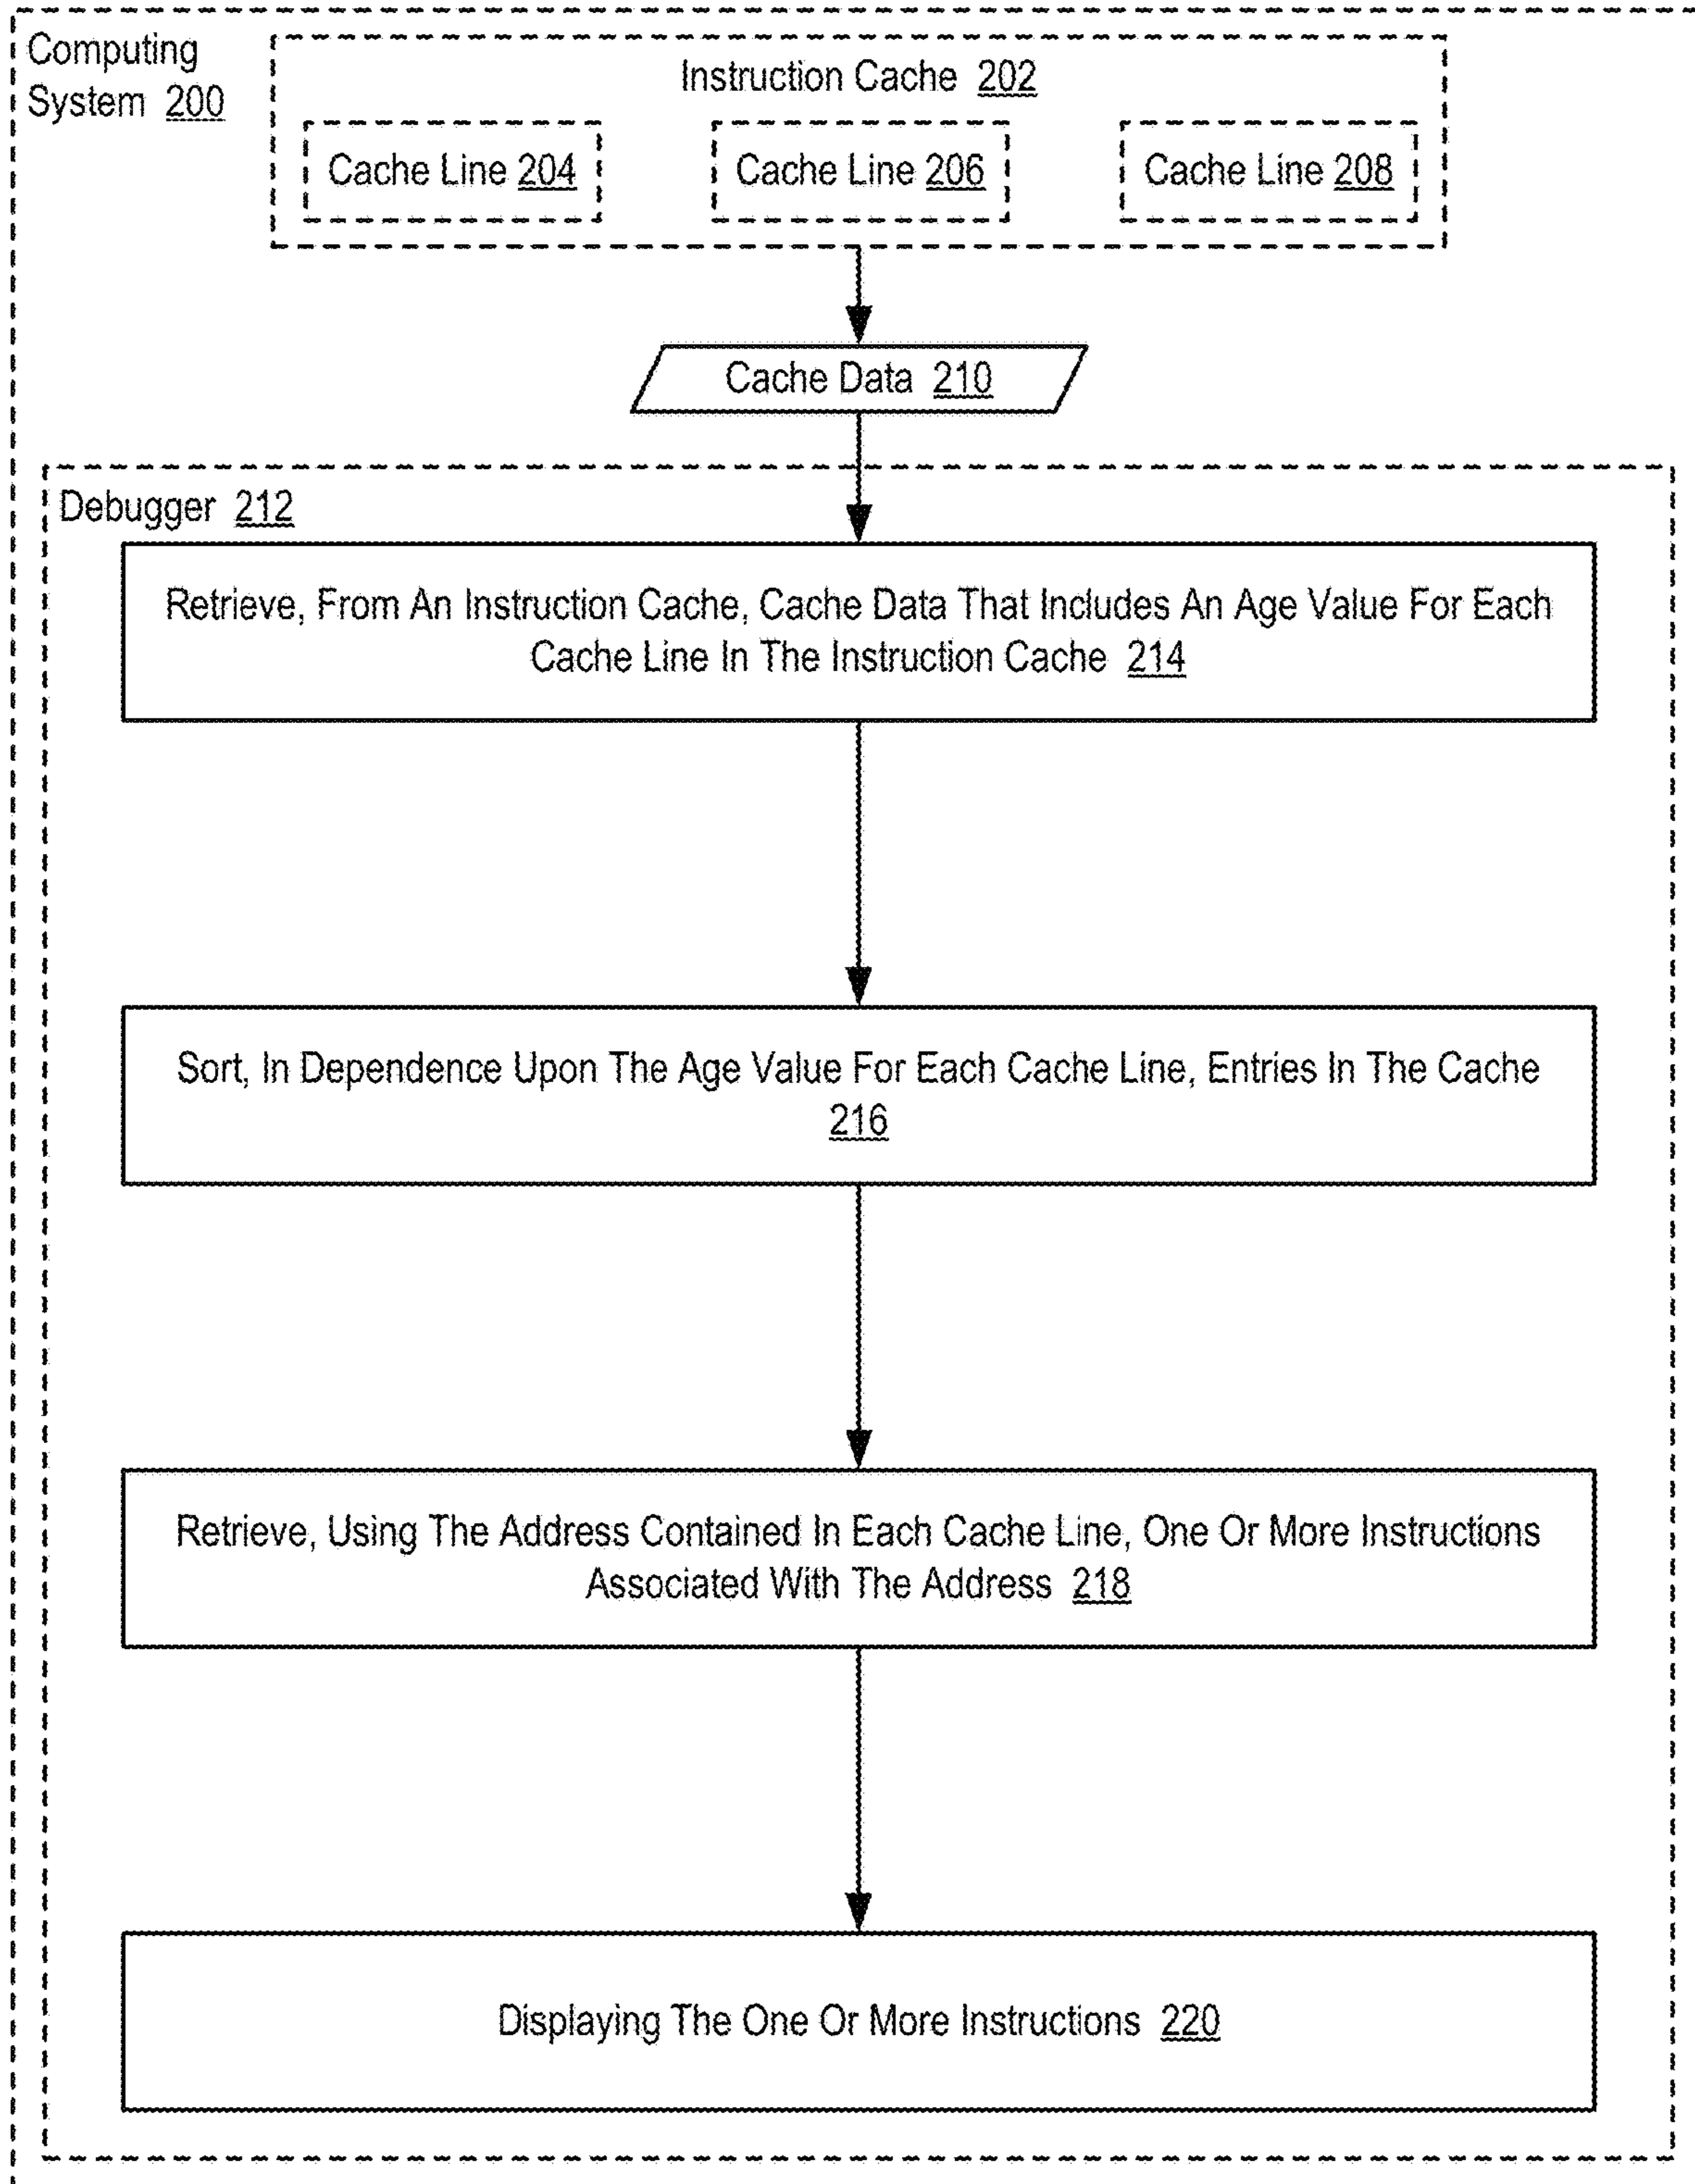 Computing
System 200
Instruction Cache 202
Cache Line 204
Cache Line 206
Cache Line 208
Cache Data 210
Debugger 212
Retrieve, From An Instruction Cache, Cache Data That Includes An Age Value For Each
Cache Line In The Instruction Cache 214
Sort, In Dependence Upon The Age Value For Each Cache Line, Entries In The Cache
216
Retrieve, Using The Address Contained In Each Cache Line, One Or More Instructions
Associated With The Address 218
Displaying The One Or More Instructions 220